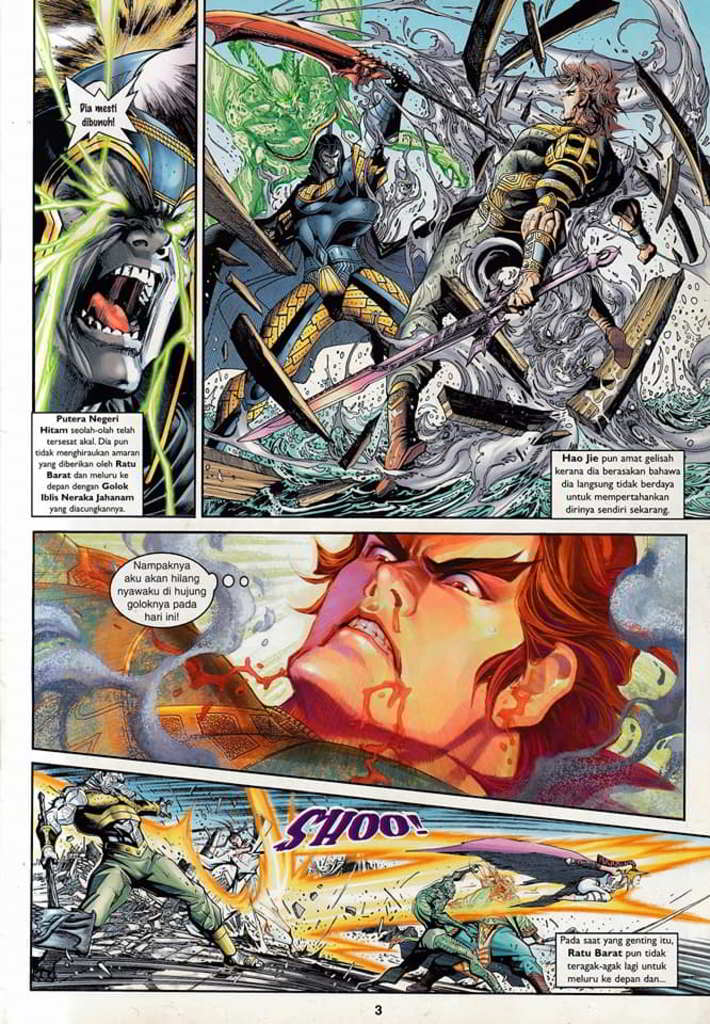 Dia mesti
dibunuh!
Putera Negeri
Hitam seolah-olah telah
tersesat akal. Dia pun
tidak menghiraukan amaran
yang diberikan oleh Ratu
Barat dan meluru ke
depan dengan Golok
Iblis Neraka Jahanam
yang diacungkannya.
Hao Jie pun amat gelisah
kerana dia berasakan bahawa
dia langsung tidak berdaya
untuk mempertahankan
dirinya sendiri sekarang.
Nampaknya
aku akan hilang
nyawaku di hujung
goloknya pada
hari ini!
SHOO!!
Pada saat yang genting itu,
Ratu Barat pun tidak
teragak-agak lagi untuk
meluru ke depan dan...
3